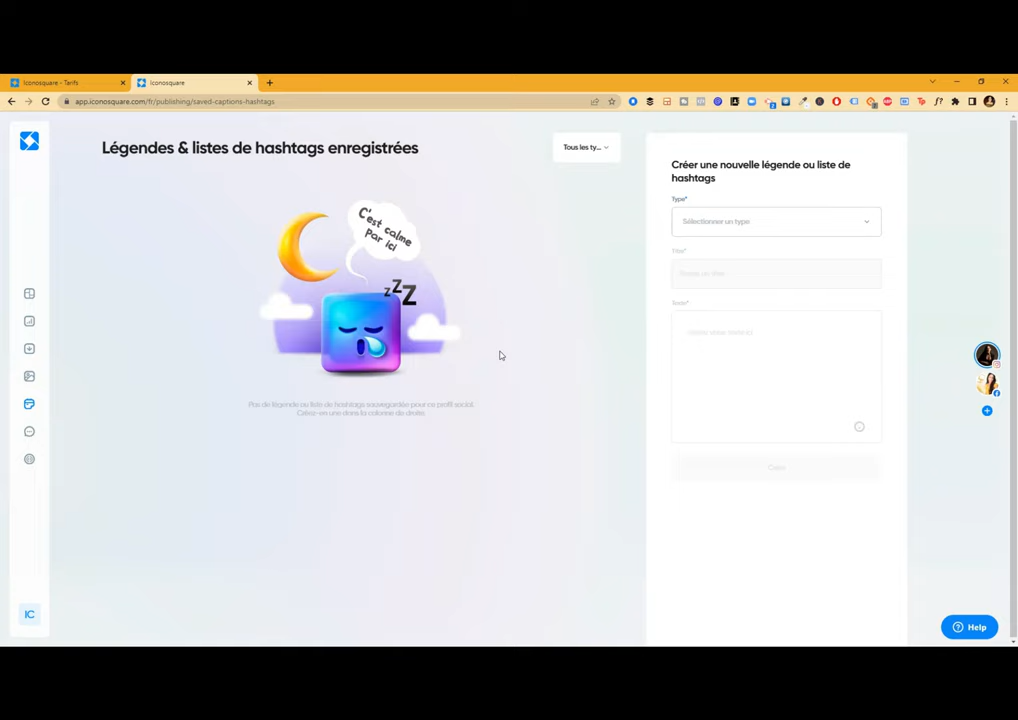 Iconosquare - Tarifs
Iconosquare
app.iconosquare.com/fr/publishing/saved-captions-hashtags
Légendes & listes de hashtags enregistrées
Tous les ty...
Créer une nouvelle légende ou liste de
hashtags
Type*
Sélectionner un type
Titre*
Texte*
C'est calme
Par ici
z z Z
Pas de légende ou liste de hashtags sauvegardée pour ce profil social.
Créez-en une dans la colonne de droite.
Créer
IC
Help